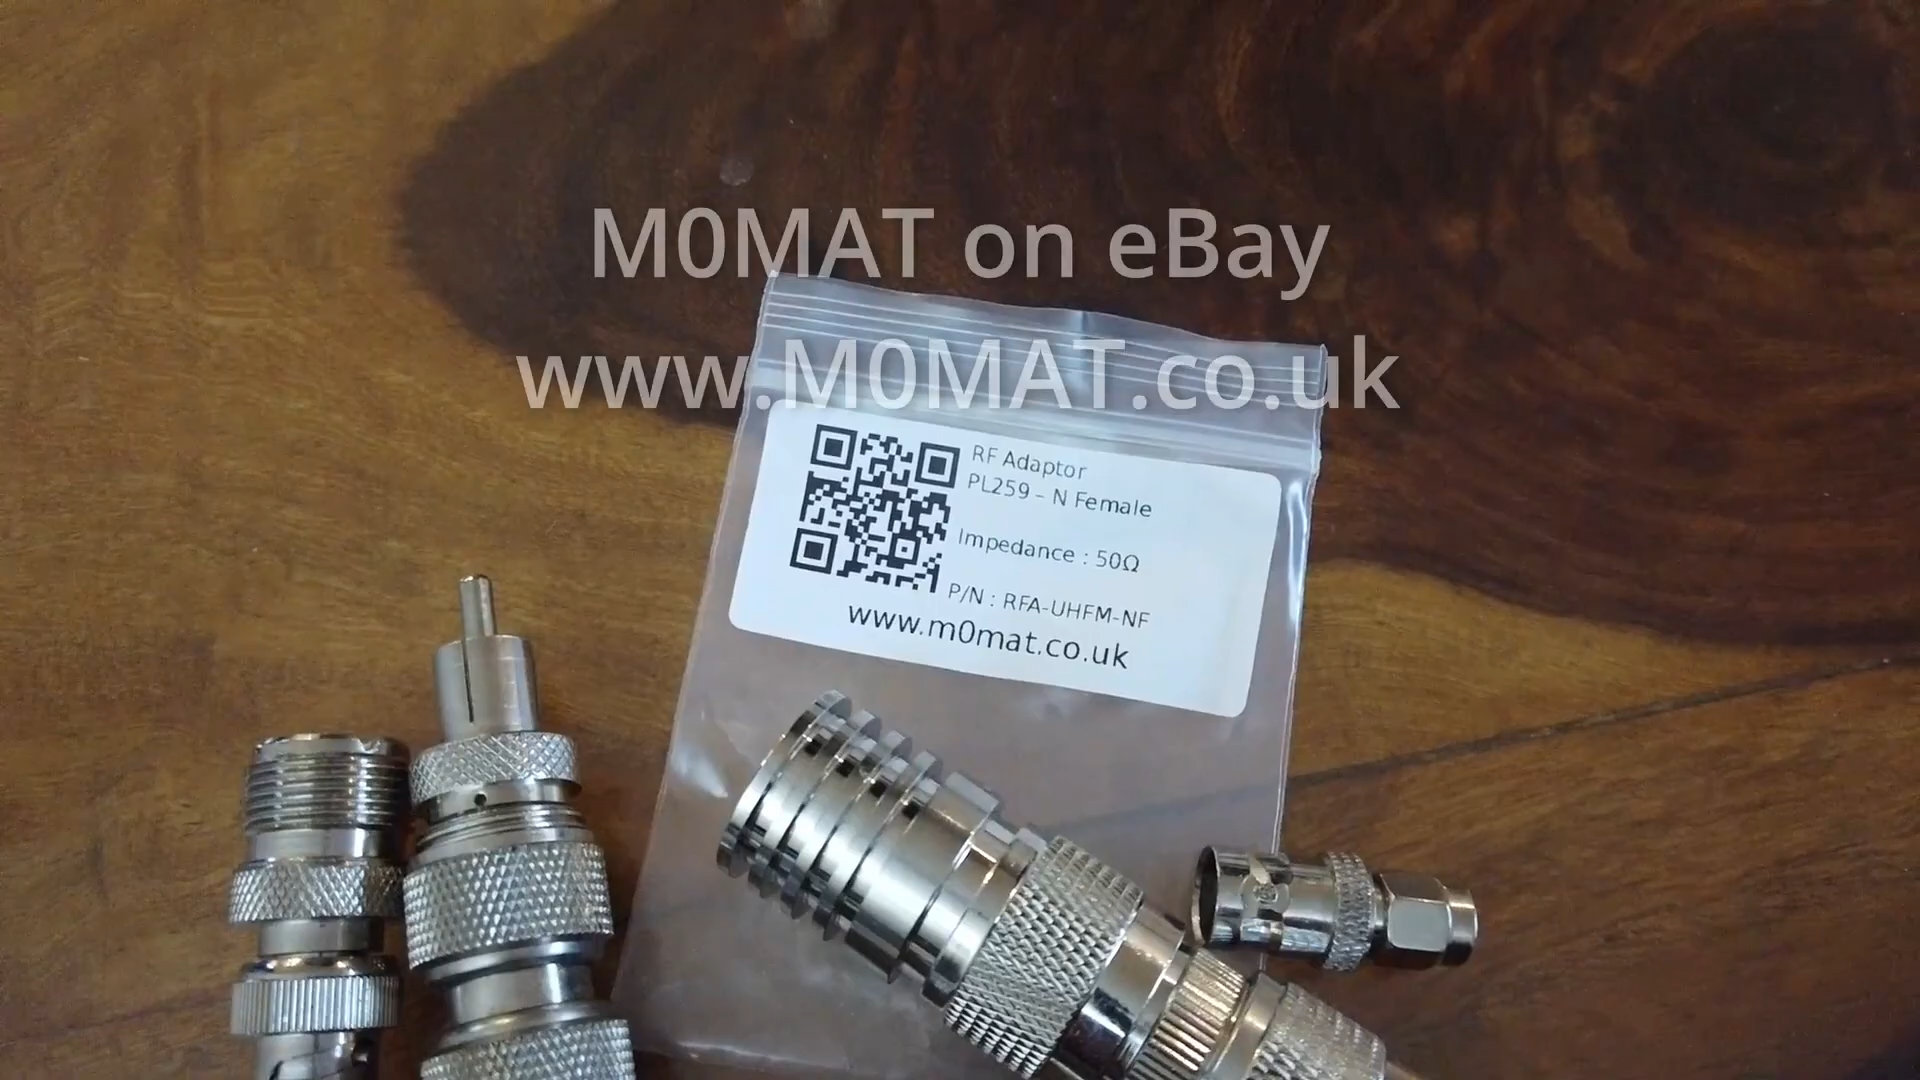 M0MAT on eBay
www.M0MAT.co.uk
RF Adaptor
PL259 – N Female
Impedance : 50Ω
P/N : RFA-UHFM-NF
www.m0mat.co.uk